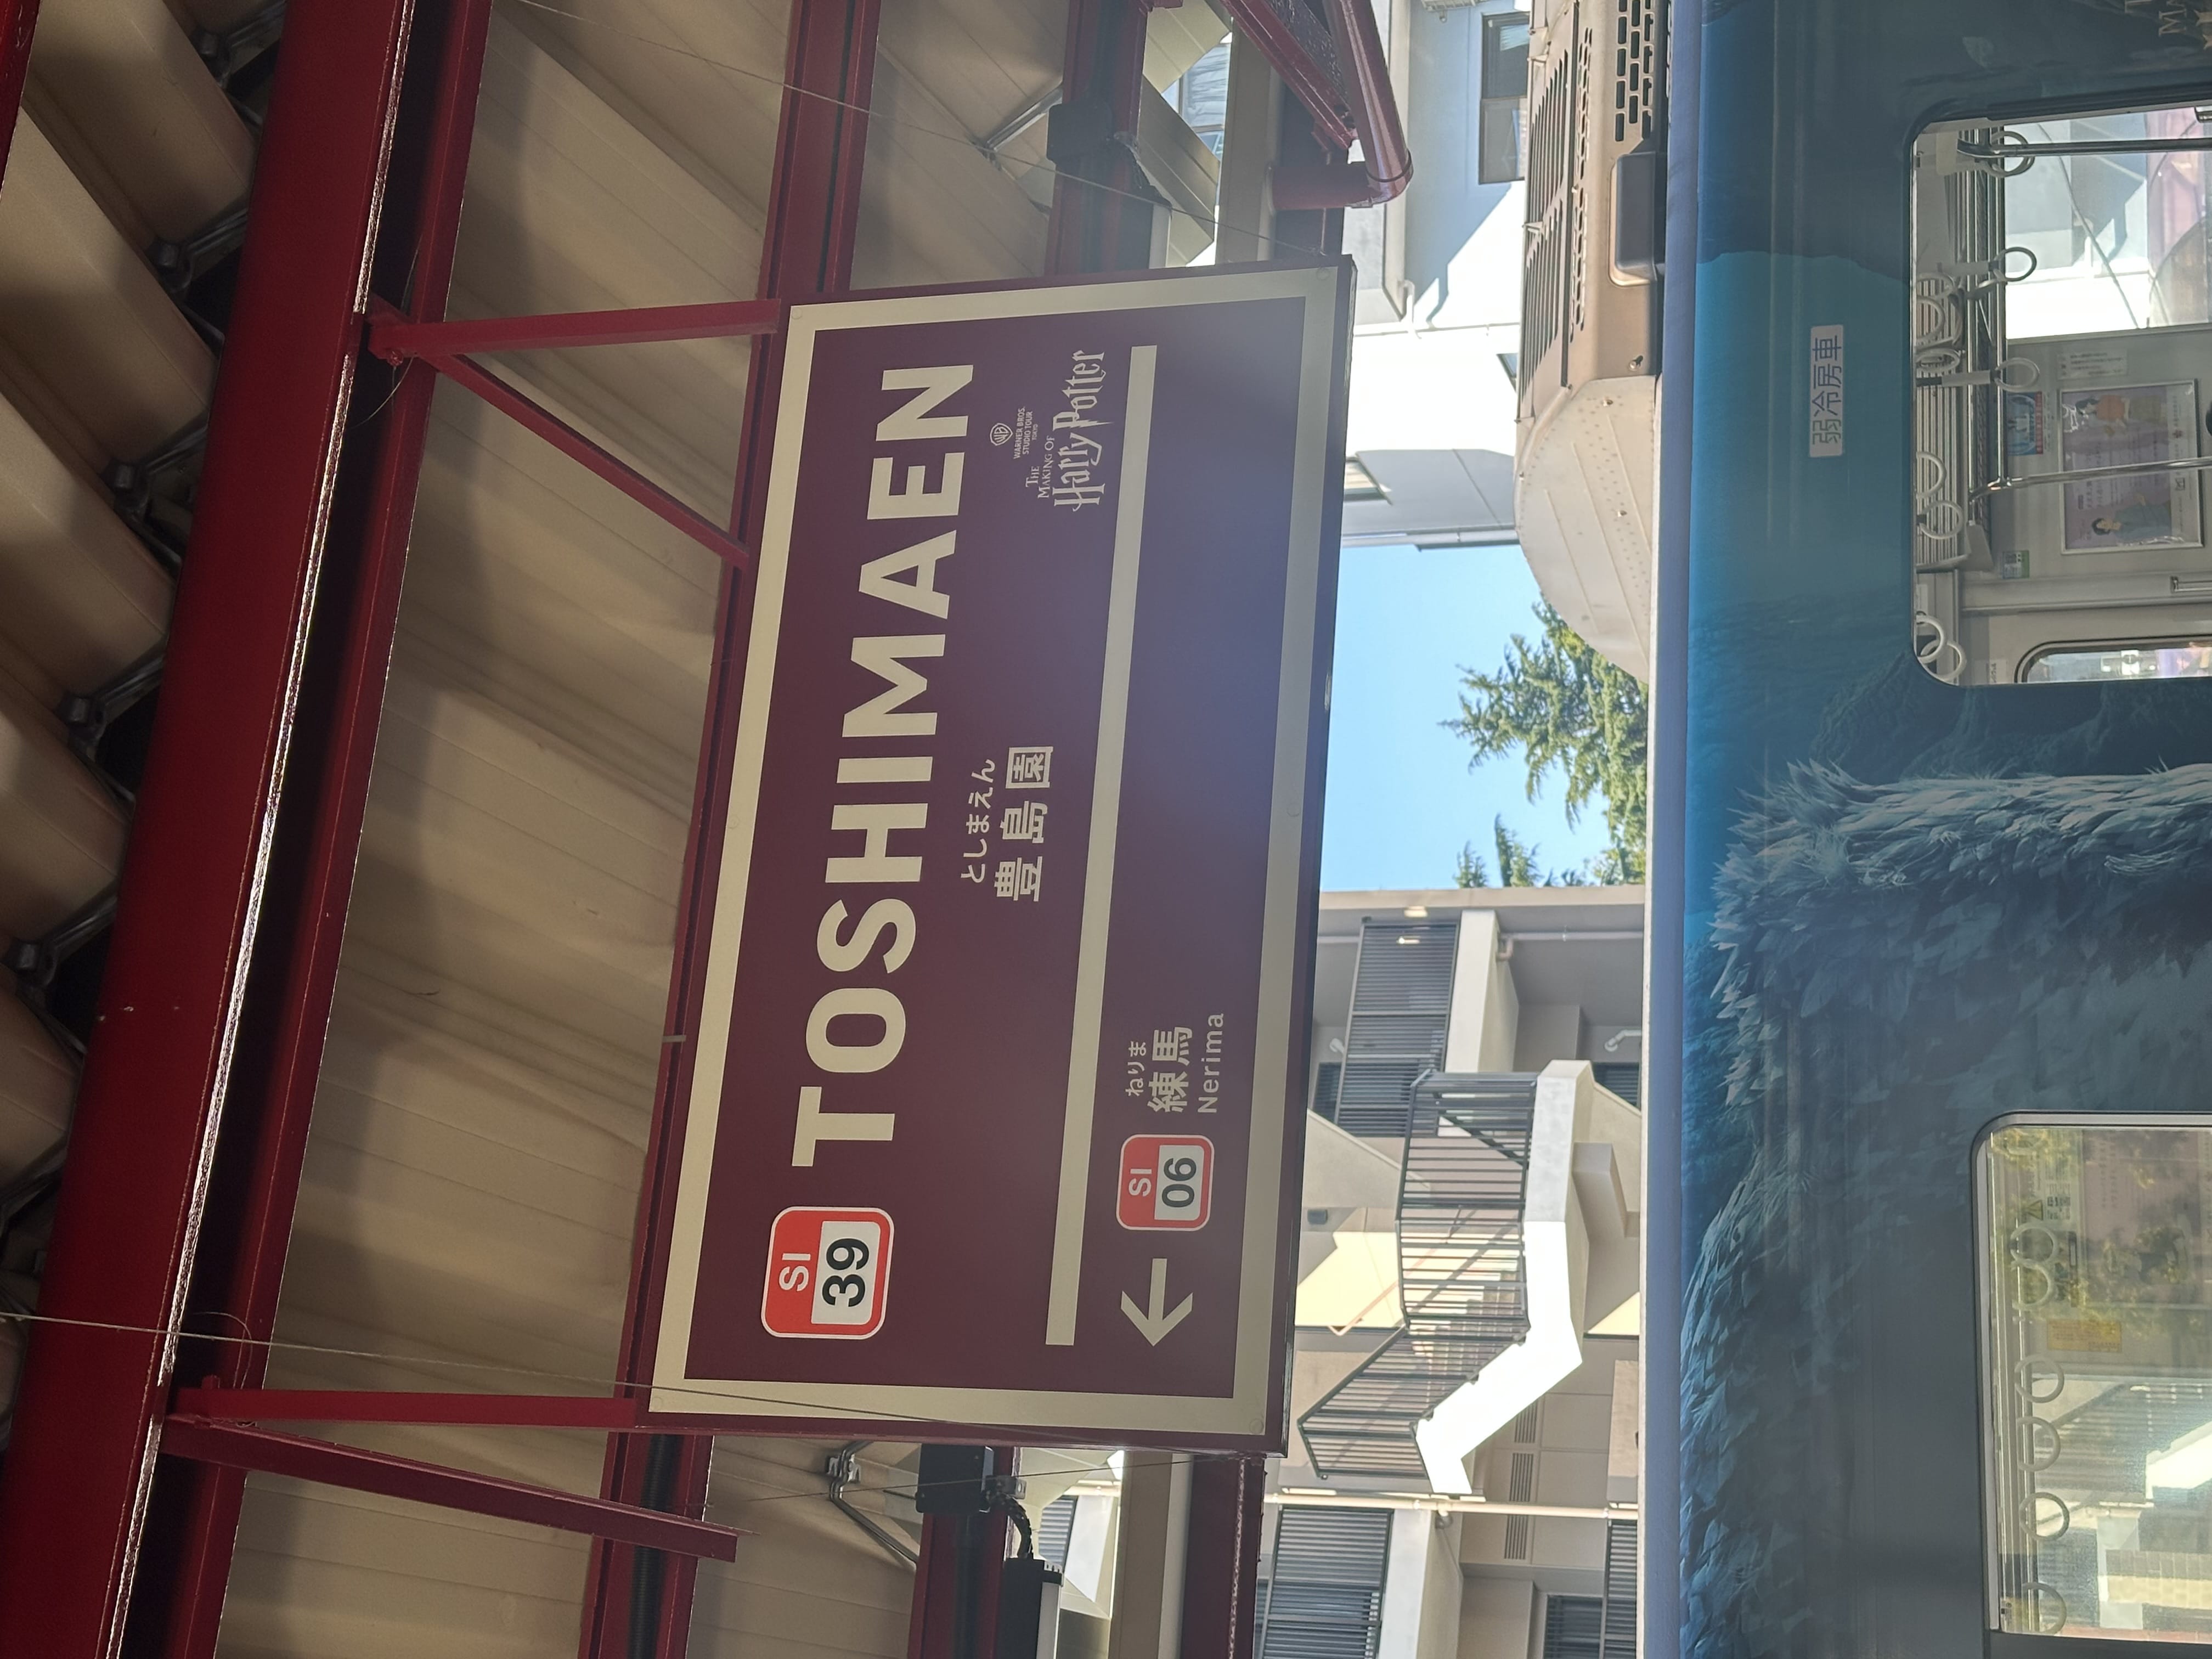 SI
39
TOSHIMAEN
としまえん
豊島園
WARNER BROS.
STUDIO TOUR
TOKYO
THE
MAKING OF
Harry Potter
←
SI
06
ねりま
練馬
Nerima
弱冷房車